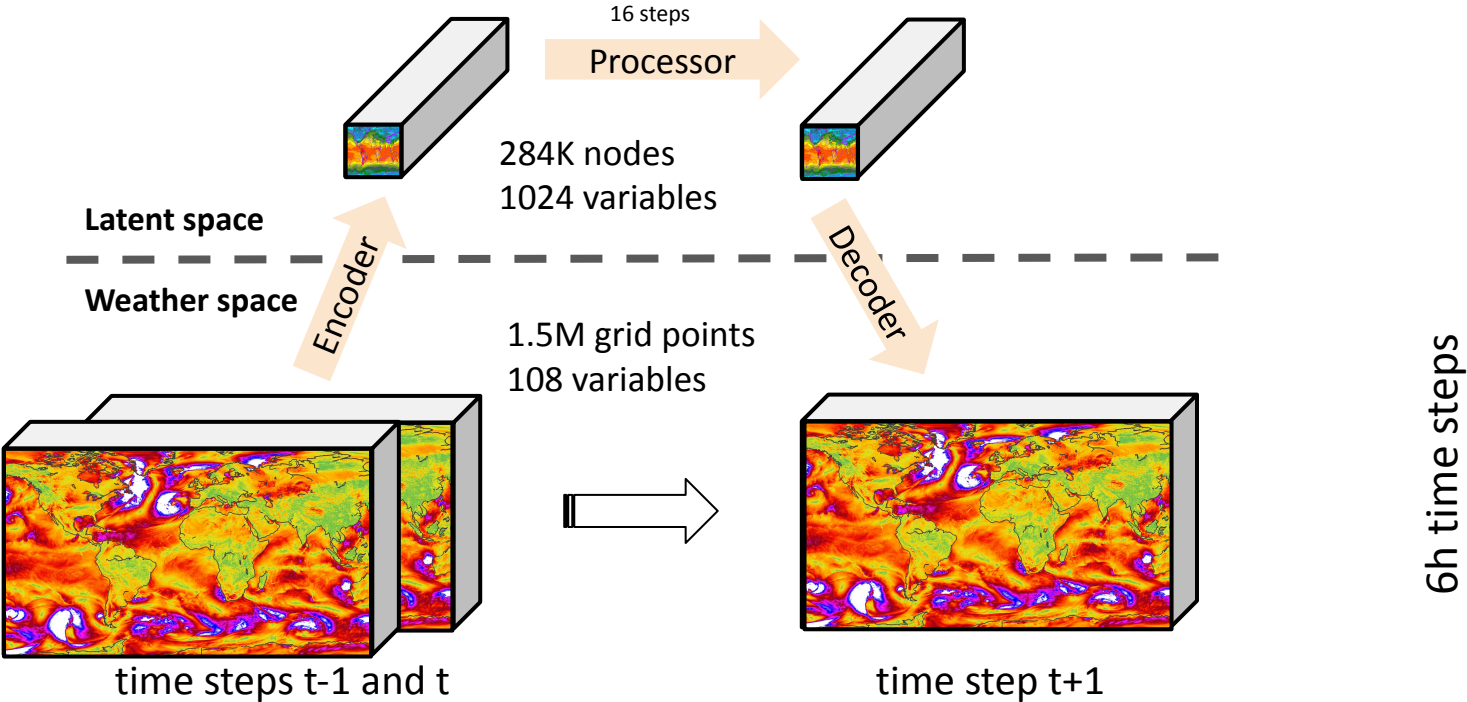 16 steps
Processor
284K nodes
1024 variables
Latent space
Encoder
Decoder
Weather space
1.5M grid points
108 variables
6h time steps
time steps t-1 and t
time step t+1